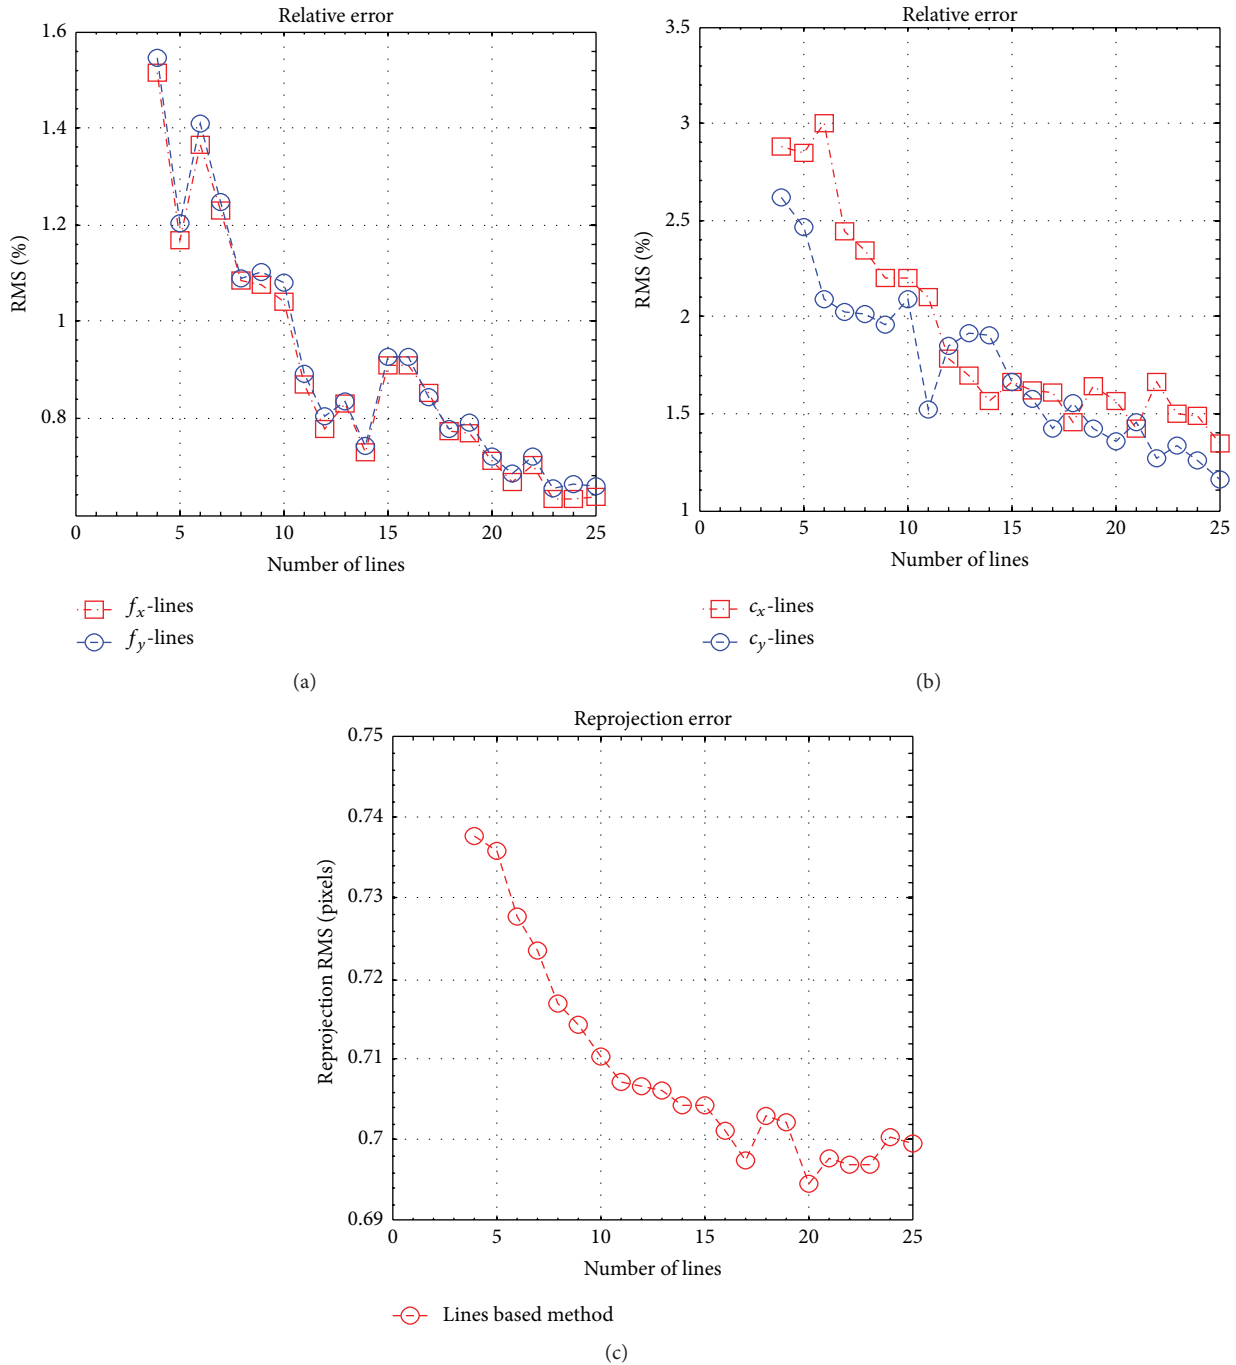 Relative error
1.6
1.4
1.2
1
0.8
RMS (%)
0 5 10 15 20 25
Number of lines
fx-lines
fy-lines
(a)
Relative error
3.5
3
2.5
2
1.5
1
RMS (%)
0 5 10 15 20 25
Number of lines
cx-lines
cy-lines
(b)
Reprojection error
0.75
0.74
0.73
0.72
0.71
0.7
0.69
Reprojection RMS (pixels)
0 5 10 15 20 25
Number of lines
Lines based method
(c)